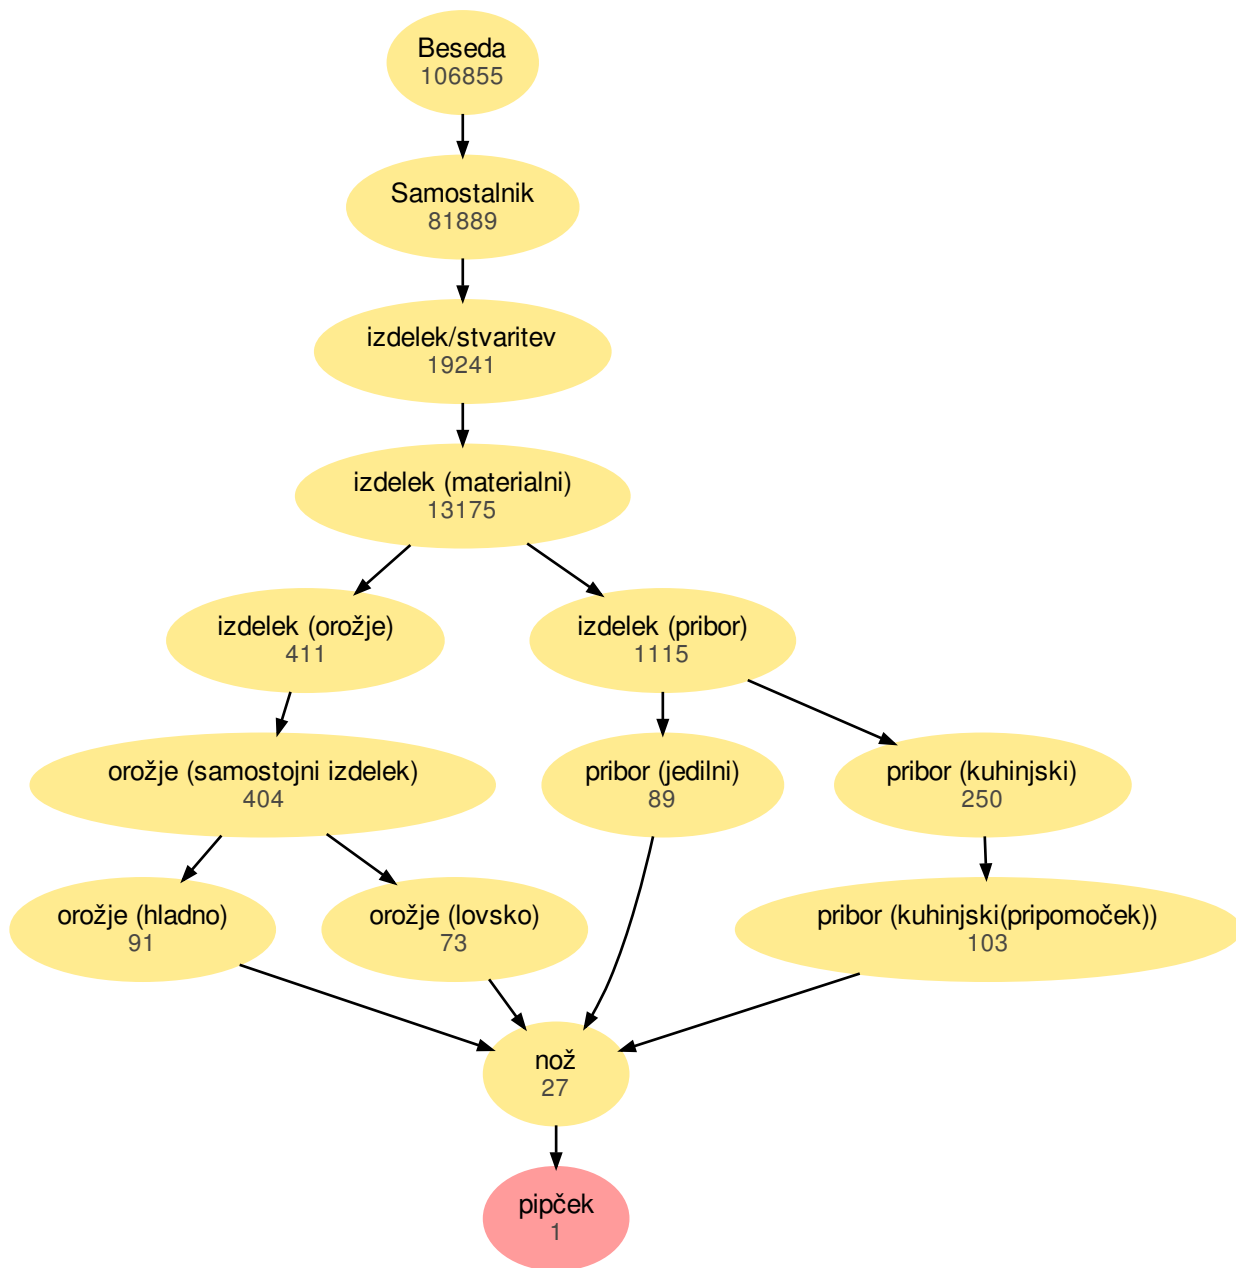 Beseda
106855
Samostalnik
81889
izdelek/stvaritev
19241
izdelek (materialni)
13175
izdelek (orožje)
411
izdelek (pribor)
1115
orožje (samostojni izdelek)
404
pribor (jedilni)
89
pribor (kuhinjski)
250
orožje (hladno)
91
orožje (lovsko)
73
pribor (kuhinjski(pripomoček))
103
nož
27
pipček
1